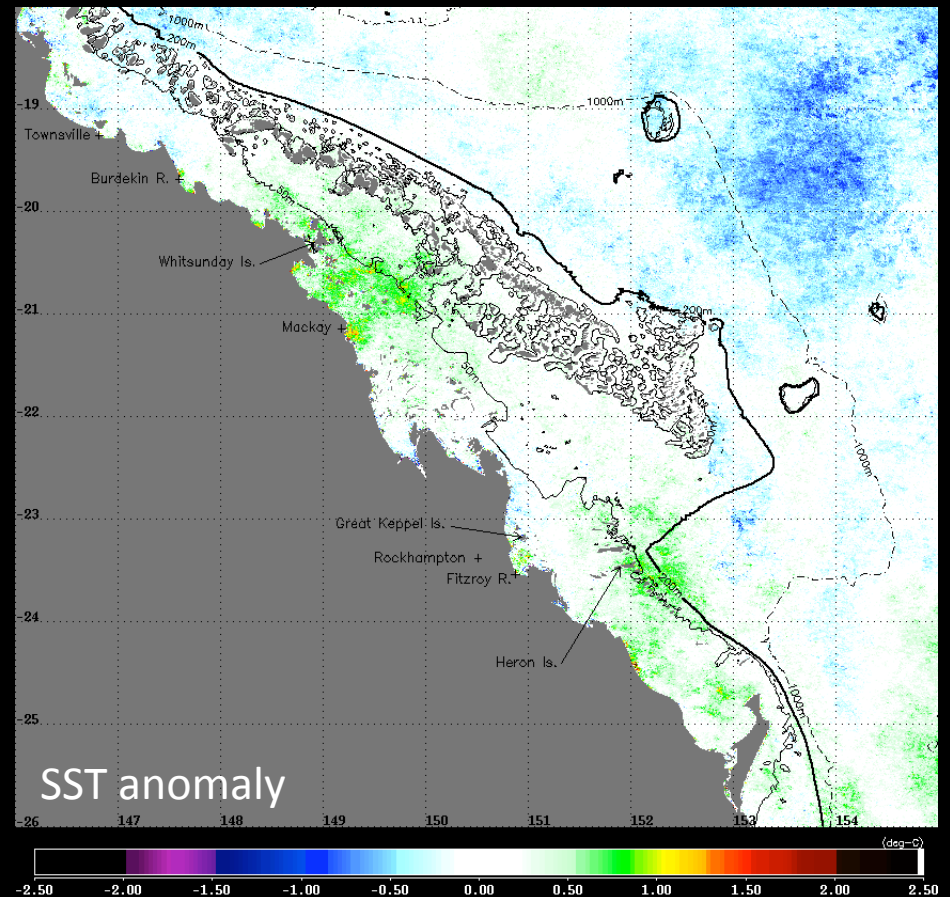 1000m
200m
-19
1000m
Townsville
Burdekin R.
50m
-20
Whitsunday Is.
-21
200m
Mackay
50m
-22
1000m
-23
Great Keppel Is.
Rockhampton
Fitzroy R.
200m
-24
Heron Is.
1000m
-25
SST anomaly
-26
147 148 149 150 151 152 153 154
(deg-C)
-2.50 -2.00 -1.50 -1.00 -0.50 0.00 0.50 1.00 1.50 2.00 2.50